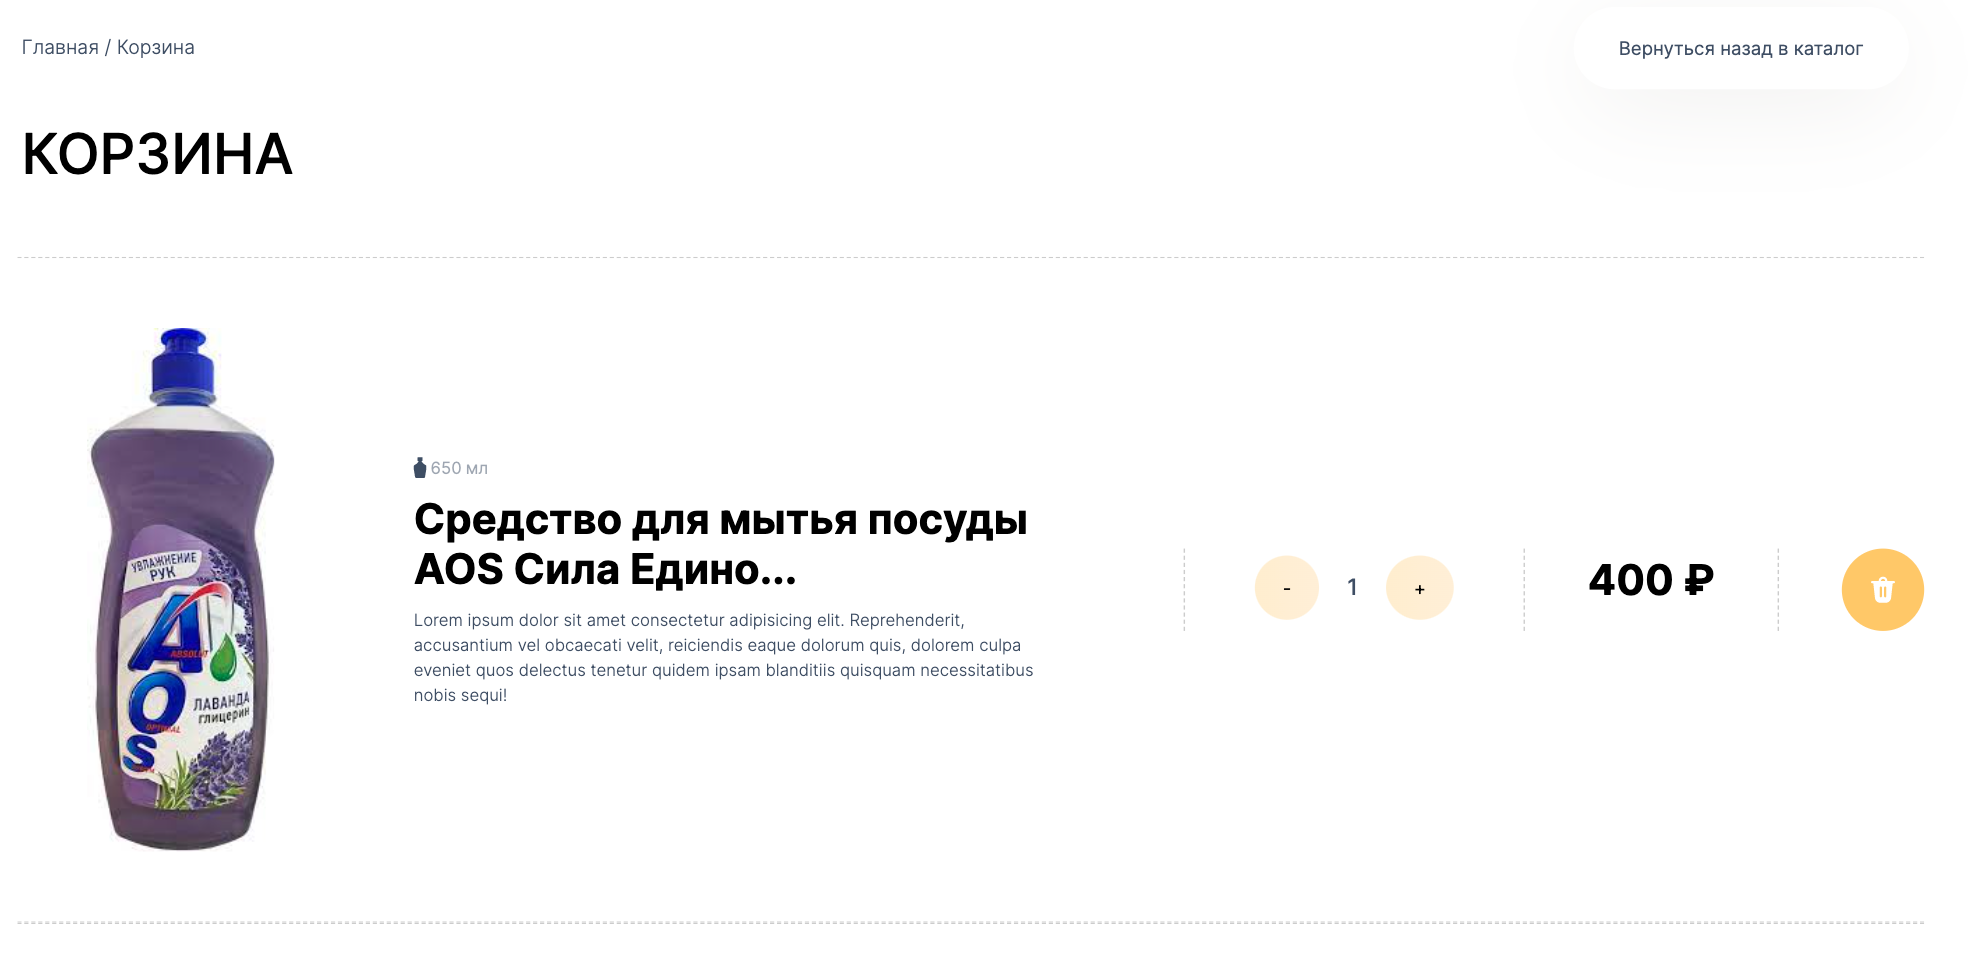 Главная / Корзина
Вернуться назад в каталог
КОРЗИНА
650 мл
Средство для мытья посуды
AOS Сила Едино...
Lorem ipsum dolor sit amet consectetur adipisicing elit. Reprehenderit,
accusantium vel obcaecati velit, reiciendis eaque dolorum quis, dolorem culpa
eveniet quos delectus tenetur quidem ipsam blanditiis quisquam necessitatibus
nobis sequi!
- 1 +
400 ₽
УВЛАЖНЕНИЕ
РУК
A
ABSOLUT
O
ЛАВАНДА
глицерин
OPTIMAL
S